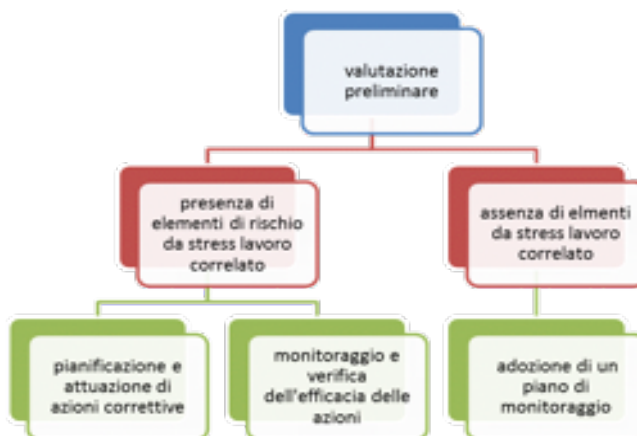 valutazione
preliminare
presenza di
elementi di rischio
da stress lavoro
correlato
assenza di elmenti
da stress lavoro
correlato
pianificazione e
attuazione di
azioni correttive
monitoraggio e
verifica
dell'efficacia delle
azioni
adozione di un
piano di
monitoraggio